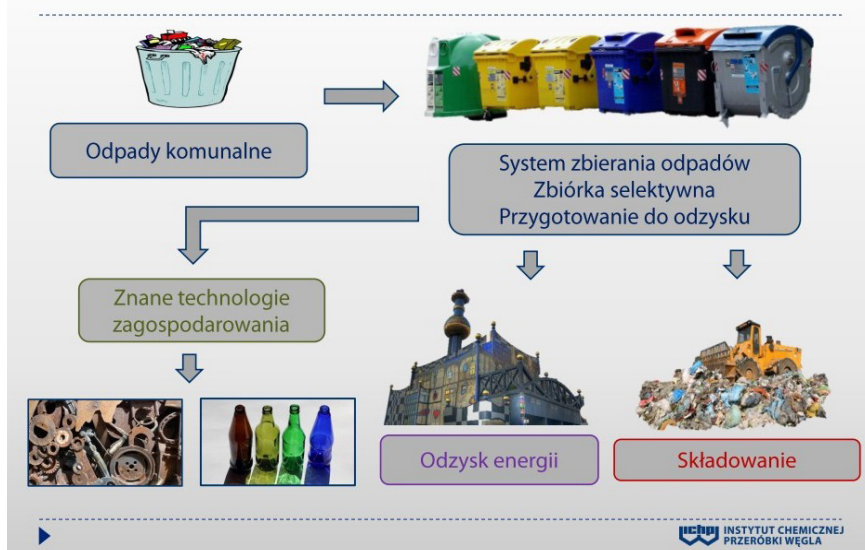 Odpady komunalne
System zbierania odpadów
Zbiórka selektywna
Przygotowanie do odzysku
Znane technologie
zagospodarowania
Odzysk energii
Składowanie
ichpw INSTYTUT CHEMICZNEJ
PRZERÓBKI WĘGLA